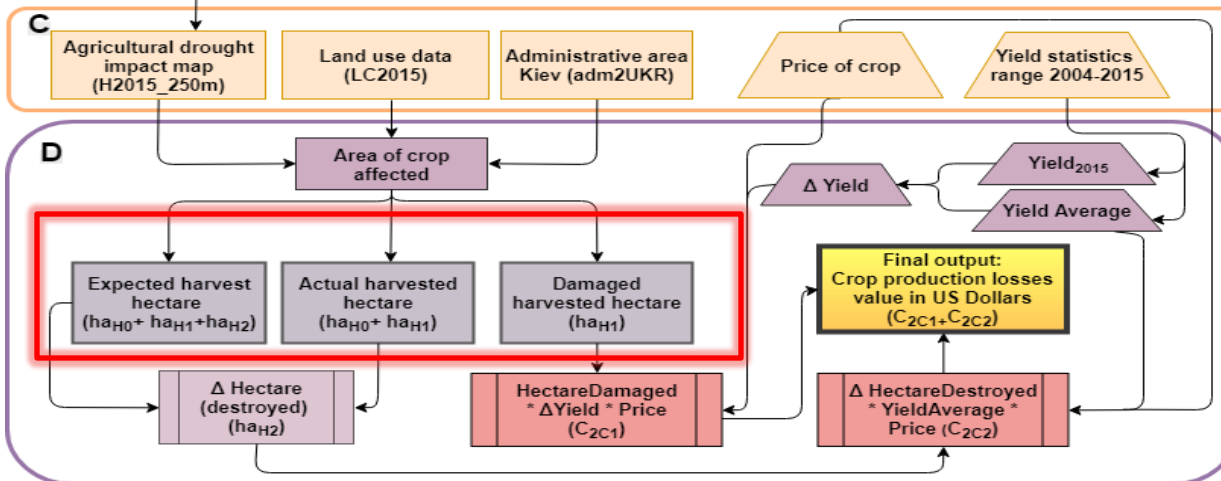 C
Agricultural drought
impact map
(H2015_250m)
Land use data
(LC2015)
Administrative area
Kiev (adm2UKR)
Price of crop
Yield statistics
range 2004-2015
D
Area of crop
affected
Δ Yield
Yield2015
Yield Average
Expected harvest
hectare
(haH0+ haH1+haH2)
Actual harvested
hectare
(haH0+ haH1)
Damaged
harvested hectare
(haH1)
Final output:
Crop production losses
value in US Dollars
(C2C1+C2C2)
Δ Hectare
(destroyed)
(haH2)
HectareDamaged
* ΔYield * Price
(C2C1)
Δ HectareDestroyed
* YieldAverage *
Price (C2C2)